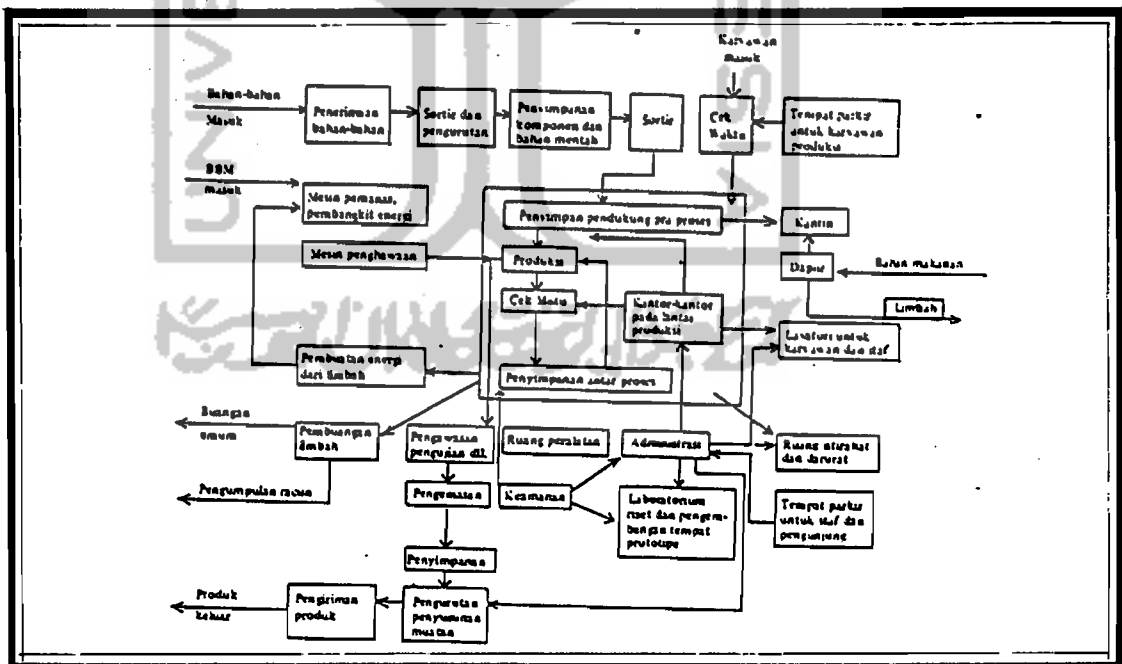 Karyawan
masuk
Bahan-bahan
Masuk
Penerimaan
bahan-bahan
Sortir dan
pengurutan
Penyimpanan
komponen dan
bahan mentah
Sortir
Cek
Waktu
Tempat parkir
untuk karyawan
produksi
BBM
masuk
Mesin pemanas,
pembangkit energi
Penyimpan pendukung pra proses
Kantin
Mesin penghawaan
Produksi
Dapur
Bahan makanan
Cek Mutu
Kantor-kantor
pada lantai
produksi
Limbah
Lavatori untuk
karyawan dan staf
Pembuatan energi
dari limbah
Penyimpanan antar proses
Buangan
umum
Pembuangan
limbah
Pengawasan
pengujian dll.
Ruang peralatan
Administrasi
Ruang istirahat
dan darurat
Pengumpulan racun
Pengemasan
Keamanan
Laboratorium
riset dan pengem-
bangan tempat
prototipe
Tempat parkir
untuk staf dan
pengunjung
Penyimpanan
Produk
keluar
Pengiriman
produk
Pengurutan
penyusunan
muatan
UNIV